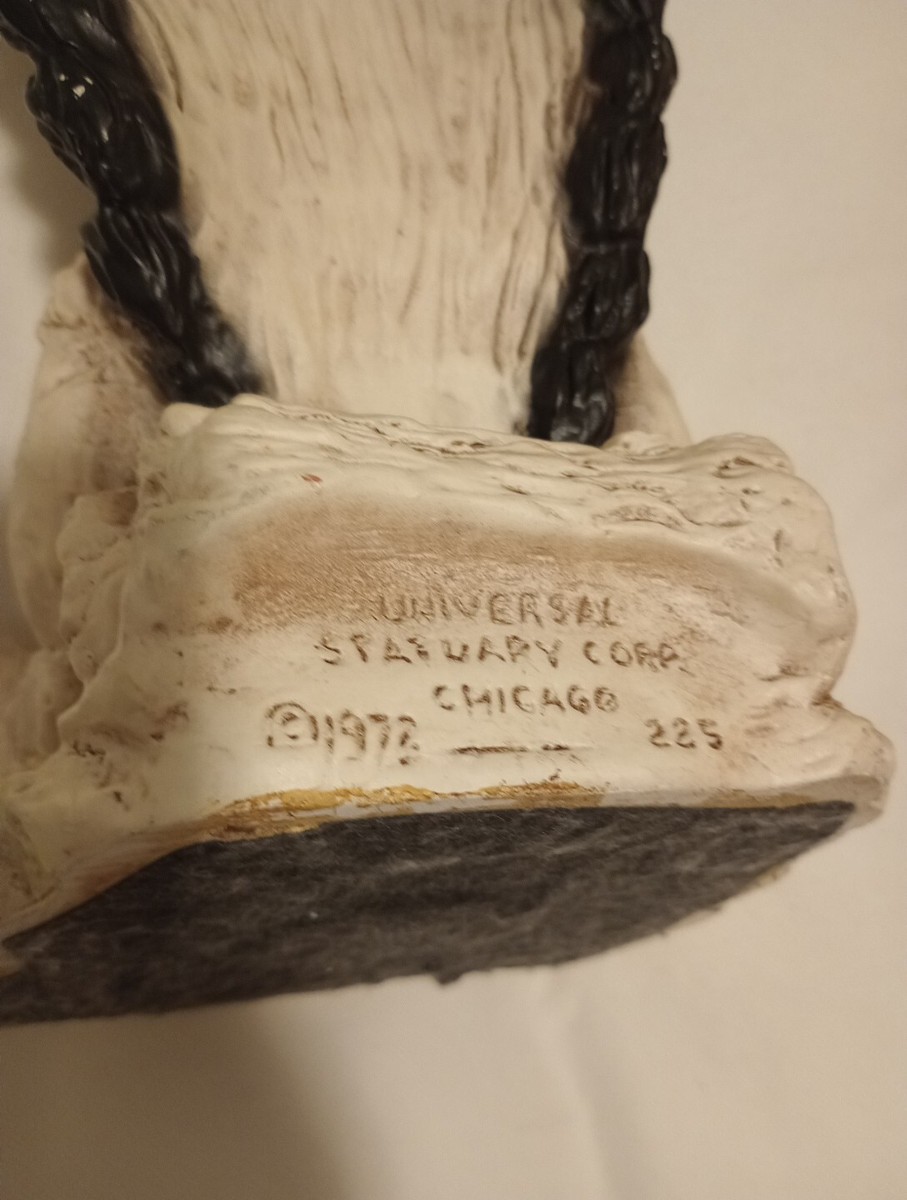 UNIVERSAL
STATUARY CORP.
CHICAGO
©1972 225